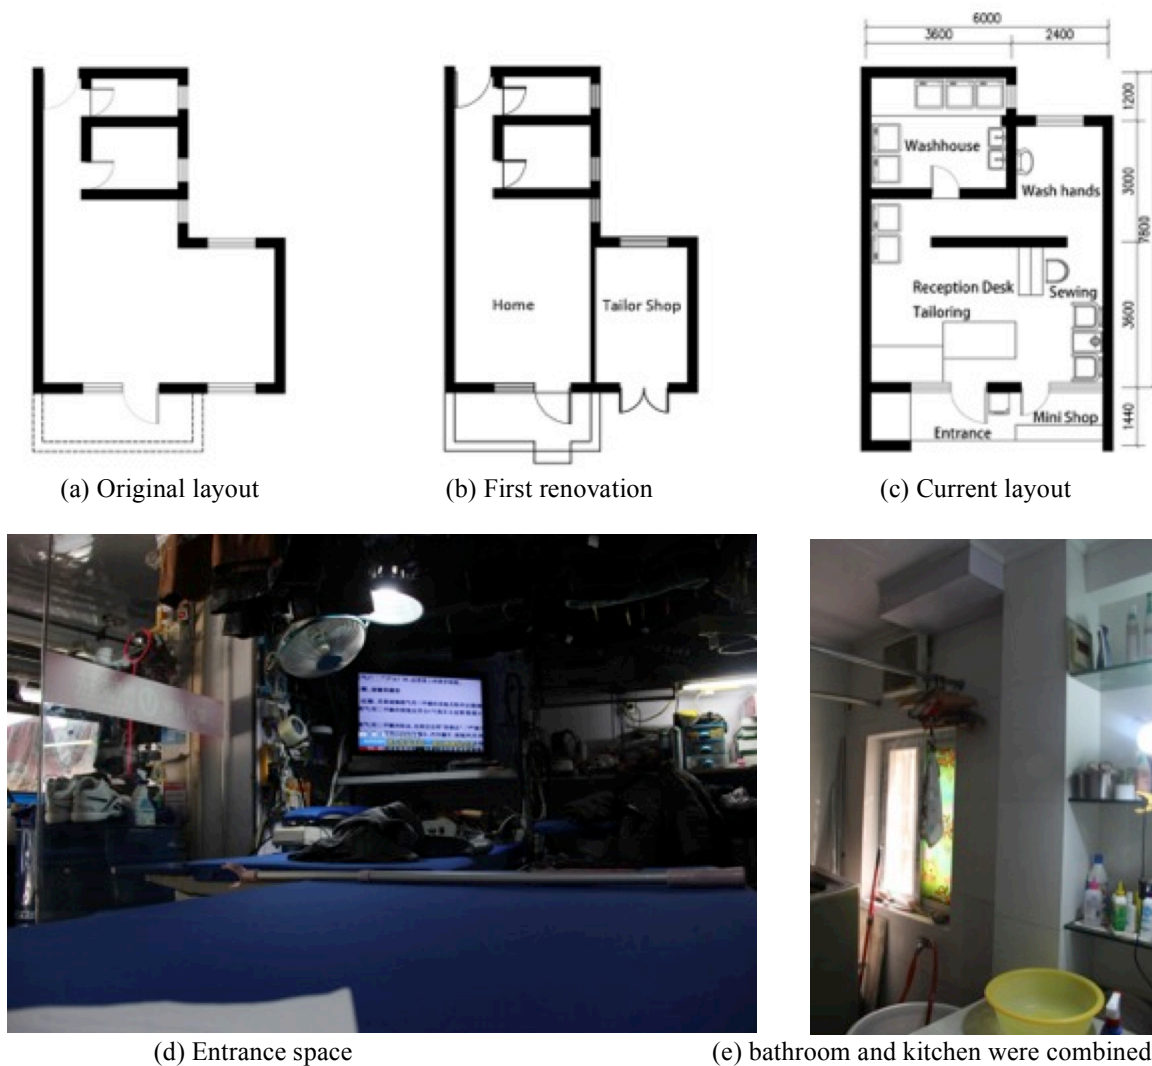 6000
3600 2400
1200
3000
7800
3600
1440
Washhouse
Wash hands
Reception Desk
Sewing
Tailoring
Mini Shop
Entrance
Home
Tailor Shop
(a) Original layout
(b) First renovation
(c) Current layout
(d) Entrance space
(e) bathroom and kitchen were combined